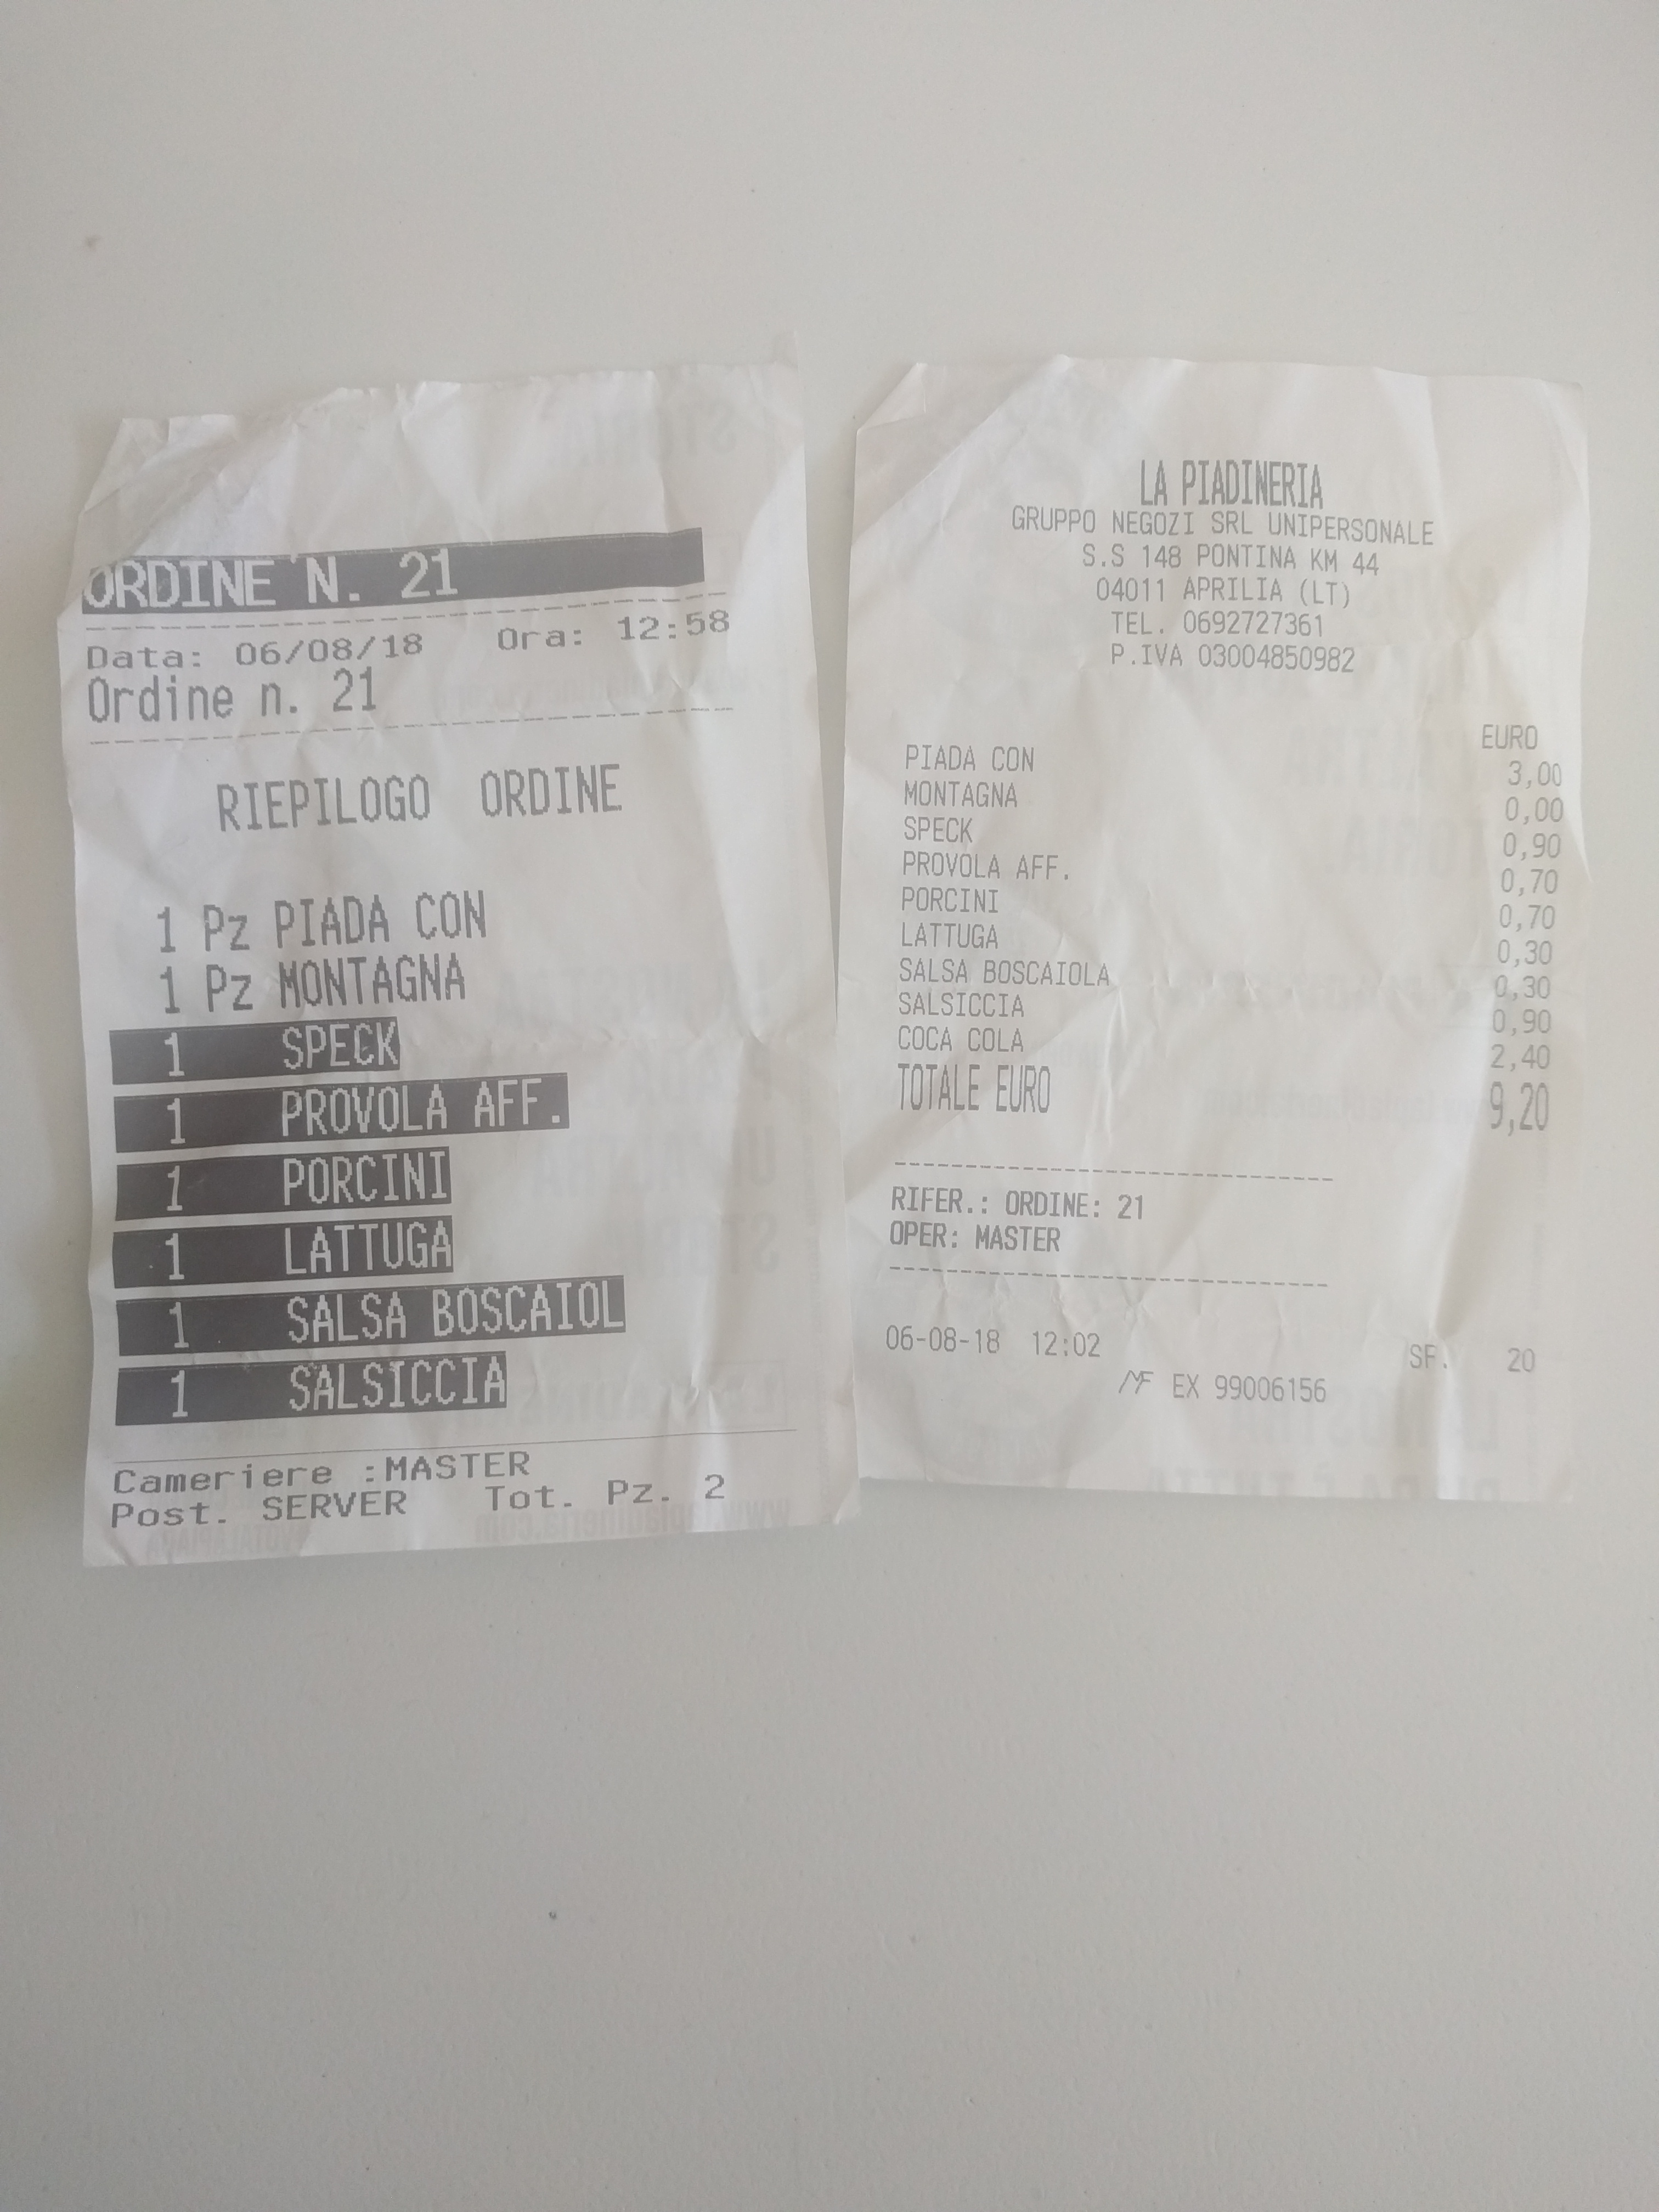 ORDINE N. 21
Data: 06/08/18 Ora: 12:58
Ordine n. 21
RIEPILOGO ORDINE
1 Pz PIADA CON
1 Pz MONTAGNA
1 SPECK
1 PROVOLA AFF.
1 PORCINI
1 LATTUGA
1 SALSA BOSCAIOL
1 SALSICCIA
Cameriere :MASTER
Post. SERVER Tot. Pz. 2
LA PIADINERIA
GRUPPO NEGOZI SRL UNIPERSONALE
S.S 148 PONTINA KM 44
04011 APRILIA (LT)
TEL. 0692727361
P.IVA 03004850982
EURO
PIADA CON 3,00
MONTAGNA 0,00
SPECK 0,90
PROVOLA AFF. 0,70
PORCINI 0,70
LATTUGA 0,30
SALSA BOSCAIOLA 0,30
SALSICCIA 0,90
COCA COLA 2,40
TOTALE EURO 9,20
RIFER.: ORDINE: 21
OPER: MASTER
06-08-18 12:02 SF. 20
MF EX 99006156